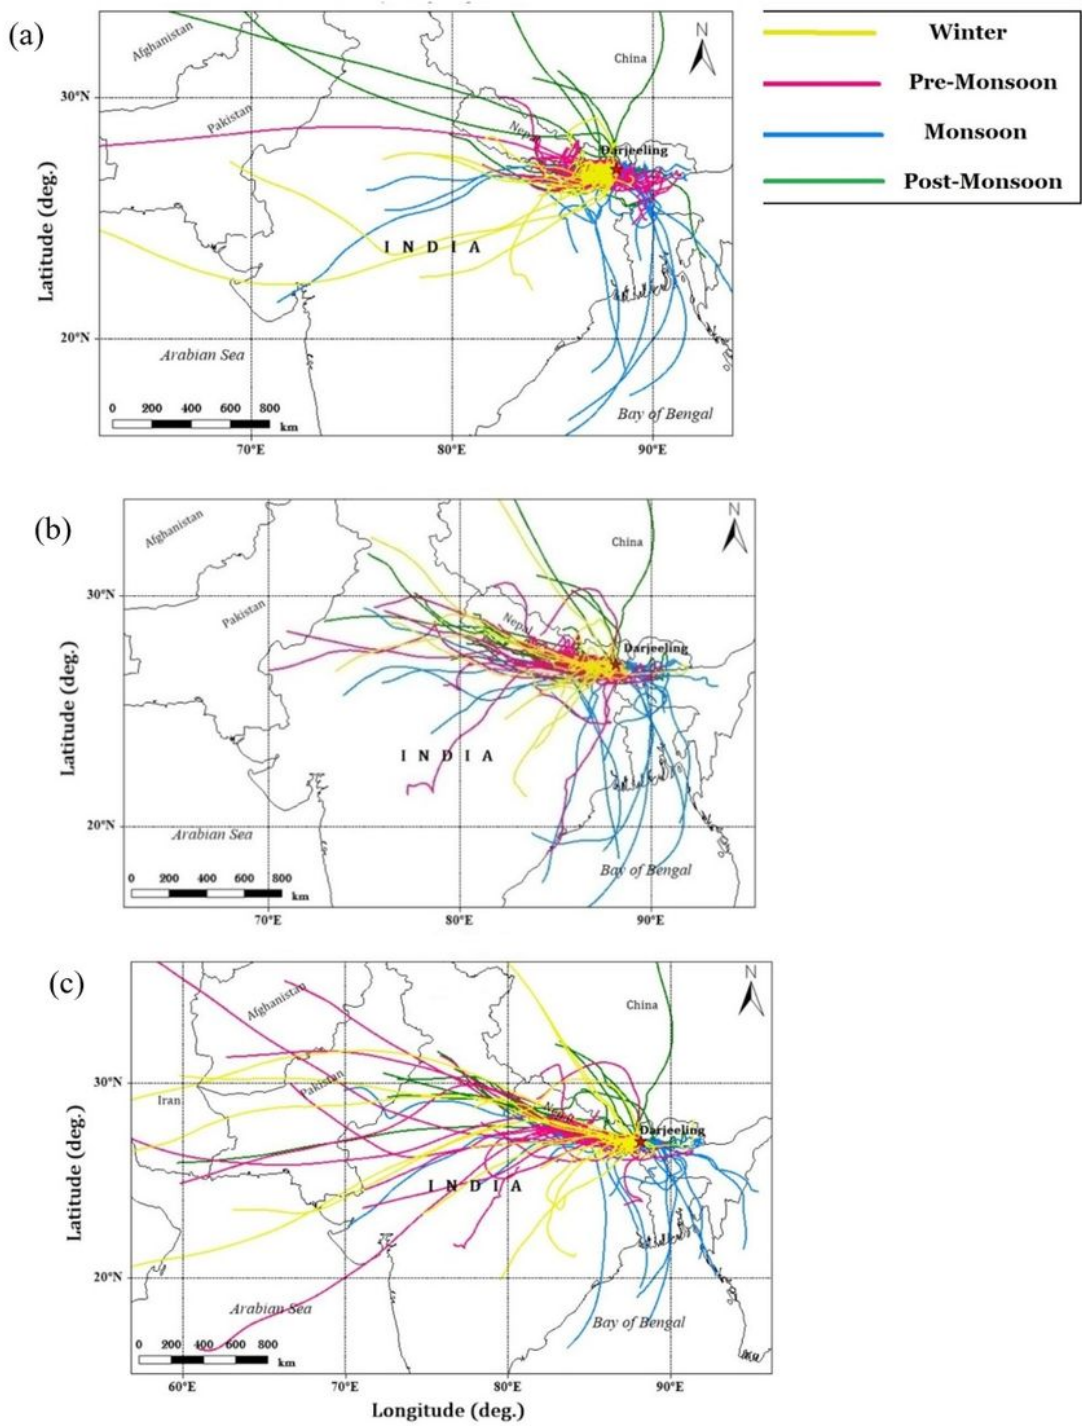 (a)
Afghanistan
China
N
30°N
Pakistan
Nepal
Darjeeling
I N D I A
Latitude (deg.)
20°N
Arabian Sea
Bay of Bengal
0 200 400 600 800
km
70°E 80°E 90°E
Winter
Pre-Monsoon
Monsoon
Post-Monsoon
(b)
Afghanistan
China
N
30°N
Pakistan
Nepal
Darjeeling
I N D I A
Latitude (deg.)
20°N
Arabian Sea
Bay of Bengal
0 200 400 600 800
km
70°E 80°E 90°E
(c)
Afghanistan
China
N
30°N
Pakistan
Iran
Nepal
Darjeeling
I N D I A
Latitude (deg.)
20°N
Arabian Sea
Bay of Bengal
0 200 400 600 800
km
60°E 70°E 80°E 90°E
Longitude (deg.)